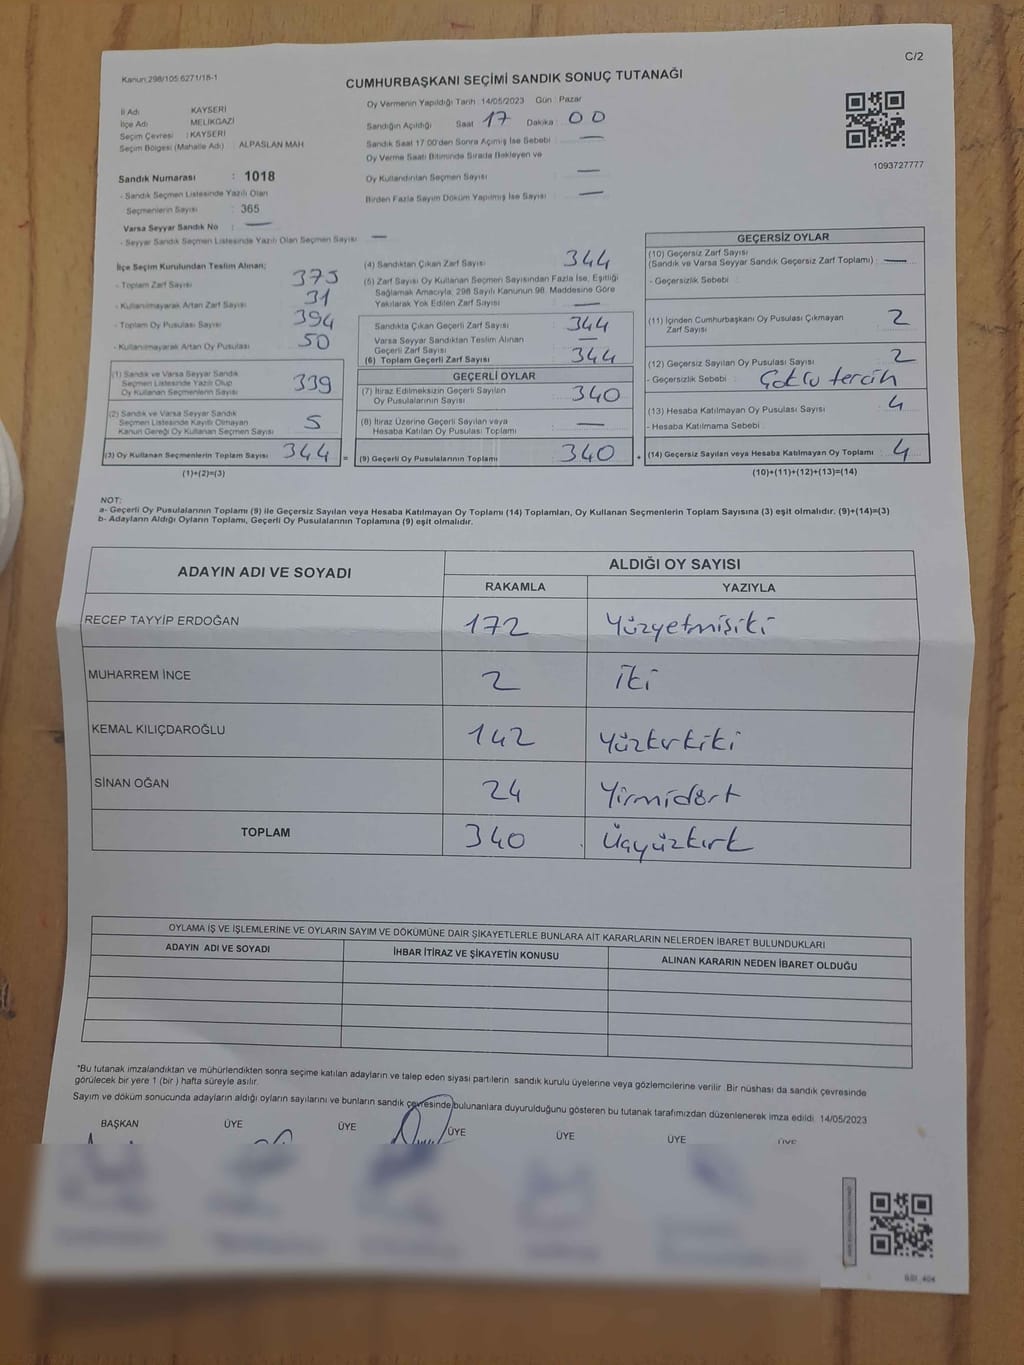 C/2
Kanun:298/105 6271/18-1
CUMHURBAŞKANI SEÇİMİ SANDIK SONUÇ TUTANAĞI
İl Adı KAYSERİ
İlçe Adı MELİKGAZİ
Seçim Çevresi : KAYSERİ
Seçim Bölgesi (Mahalle Adı) : ALPASLAN MAH
Sandık Numarası : 1018
- Sandık Seçmen Listesinde Yazılı Olan
Seçmenlerin Sayısı : 365
Varsa Seyyar Sandık No : —
- Seyyar Sandık Seçmen Listesinde Yazılı Olan Seçmen Sayısı —
Oy Vermenin Yapıldığı Tarih :14/05/2023 Gün : Pazar
Sandığın Açıldığı Saat 17 Dakika 00
Sandık Saat 17:00'den Sonra Açımış İse Sebebi : —
Oy Verme Saati Bitiminde Sırada Bekleyen ve
Oy Kullandırılan Seçmen Sayısı —
Birden Fazla Sayım Döküm Yapılmış İse Sayısı —
1093727777
İlçe Seçim Kurulundan Teslim Alınan;
- Toplam Zarf Sayısı 375
- Kullanılmayarak Artan Zarf Sayısı 31
- Toplam Oy Pusulası Sayısı 394
- Kullanılmayarak Artan Oy Pusulası 50
(1) Sandık ve Varsa Seyyar Sandık
Seçmen Listesinde Yazılı Olup
Oy Kullanan Seçmenlerin Sayısı 339
(2) Sandık ve Varsa Seyyar Sandık
Seçmen Listesinde Kayıtlı Olmayan
Kanun Gereği Oy Kullanan Seçmen Sayısı 5
(3) Oy Kullanan Seçmenlerin Toplam Sayısı 344 =
(1)+(2)=(3)
(4) Sandıktan Çıkan Zarf Sayısı 344
(5) Zarf Sayısı Oy Kullanan Seçmen Sayısından Fazla İse, Eşitliği
Sağlamak Amacıyla; 298 Sayılı Kanunun 98. Maddesine Göre
Yakılarak Yok Edilen Zarf Sayısı —
Sandıkta Çıkan Geçerli Zarf Sayısı 344
Varsa Seyyar Sandıktan Teslim Alınan
Geçerli Zarf Sayısı —
(6) Toplam Geçerli Zarf Sayısı 344
GEÇERLİ OYLAR
(7) İtiraz Edilmeksizin Geçerli Sayılan
Oy Pusulalarının Sayısı 340
(8) İtiraz Üzerine Geçerli Sayılan veya
Hesaba Katılan Oy Pusulası Toplamı —
(9) Geçerli Oy Pusulalarının Toplamı 340 +
GEÇERSİZ OYLAR
(10) Geçersiz Zarf Sayısı
(Sandık ve Varsa Seyyar Sandık Geçersiz Zarf Toplamı) : —
- Geçersizlik Sebebi :
(11) İçinden Cumhurbaşkanı Oy Pusulası Çıkmayan
Zarf Sayısı 2
(12) Geçersiz Sayılan Oy Pusulası Sayısı 2
- Geçersizlik Sebebi : Çoklu tercih
(13) Hesaba Katılmayan Oy Pusulası Sayısı 4
- Hesaba Katılmama Sebebi :
(14) Geçersiz Sayılan veya Hesaba Katılmayan Oy Toplamı 4
(10)+(11)+(12)+(13)=(14)
NOT:
a- Geçerli Oy Pusulalarının Toplamı (9) ile Geçersiz Sayılan veya Hesaba Katılmayan Oy Toplamı (14) Toplamları, Oy Kullanan Seçmenlerin Toplam Sayısına (3) eşit olmalıdır. (9)+(14)=(3)
b- Adayların Aldığı Oyların Toplamı, Geçerli Oy Pusulalarının Toplamına (9) eşit olmalıdır.
ADAYIN ADI VE SOYADI ALDIĞI OY SAYISI
RAKAMLA YAZIYLA
RECEP TAYYİP ERDOĞAN 172 Yüzyetmişiki
MUHARREM İNCE 2 İki
KEMAL KILIÇDAROĞLU 142 Yüzkırkiki
SİNAN OĞAN 24 Yirmidört
TOPLAM 340 Üçyüzkırk
OYLAMA İŞ VE İŞLEMLERİNE VE OYLARIN SAYIM VE DÖKÜMÜNE DAİR ŞİKAYETLERLE BUNLARA AİT KARARLARIN NELERDEN İBARET BULUNDUKLARI
ADAYIN ADI VE SOYADI İHBAR İTİRAZ VE ŞİKAYETİN KONUSU ALINAN KARARIN NEDEN İBARET OLDUĞU
*Bu tutanak imzalandıktan ve mühürlendikten sonra seçime katılan adayların ve talep eden siyasi partilerin sandık kurulu üyelerine veya gözlemcilerine verilir. Bir nüshası da sandık çevresinde
görülecek bir yere 1 (bir ) hafta süreyle asılır.
Sayım ve döküm sonucunda adayların aldığı oyların sayılarını ve bunların sandık çevresinde bulunanlara duyurulduğunu gösteren bu tutanak tarafımızdan düzenlenerek imza edildi. 14/05/2023
BAŞKAN ÜYE ÜYE ÜYE ÜYE ÜYE ÜYE